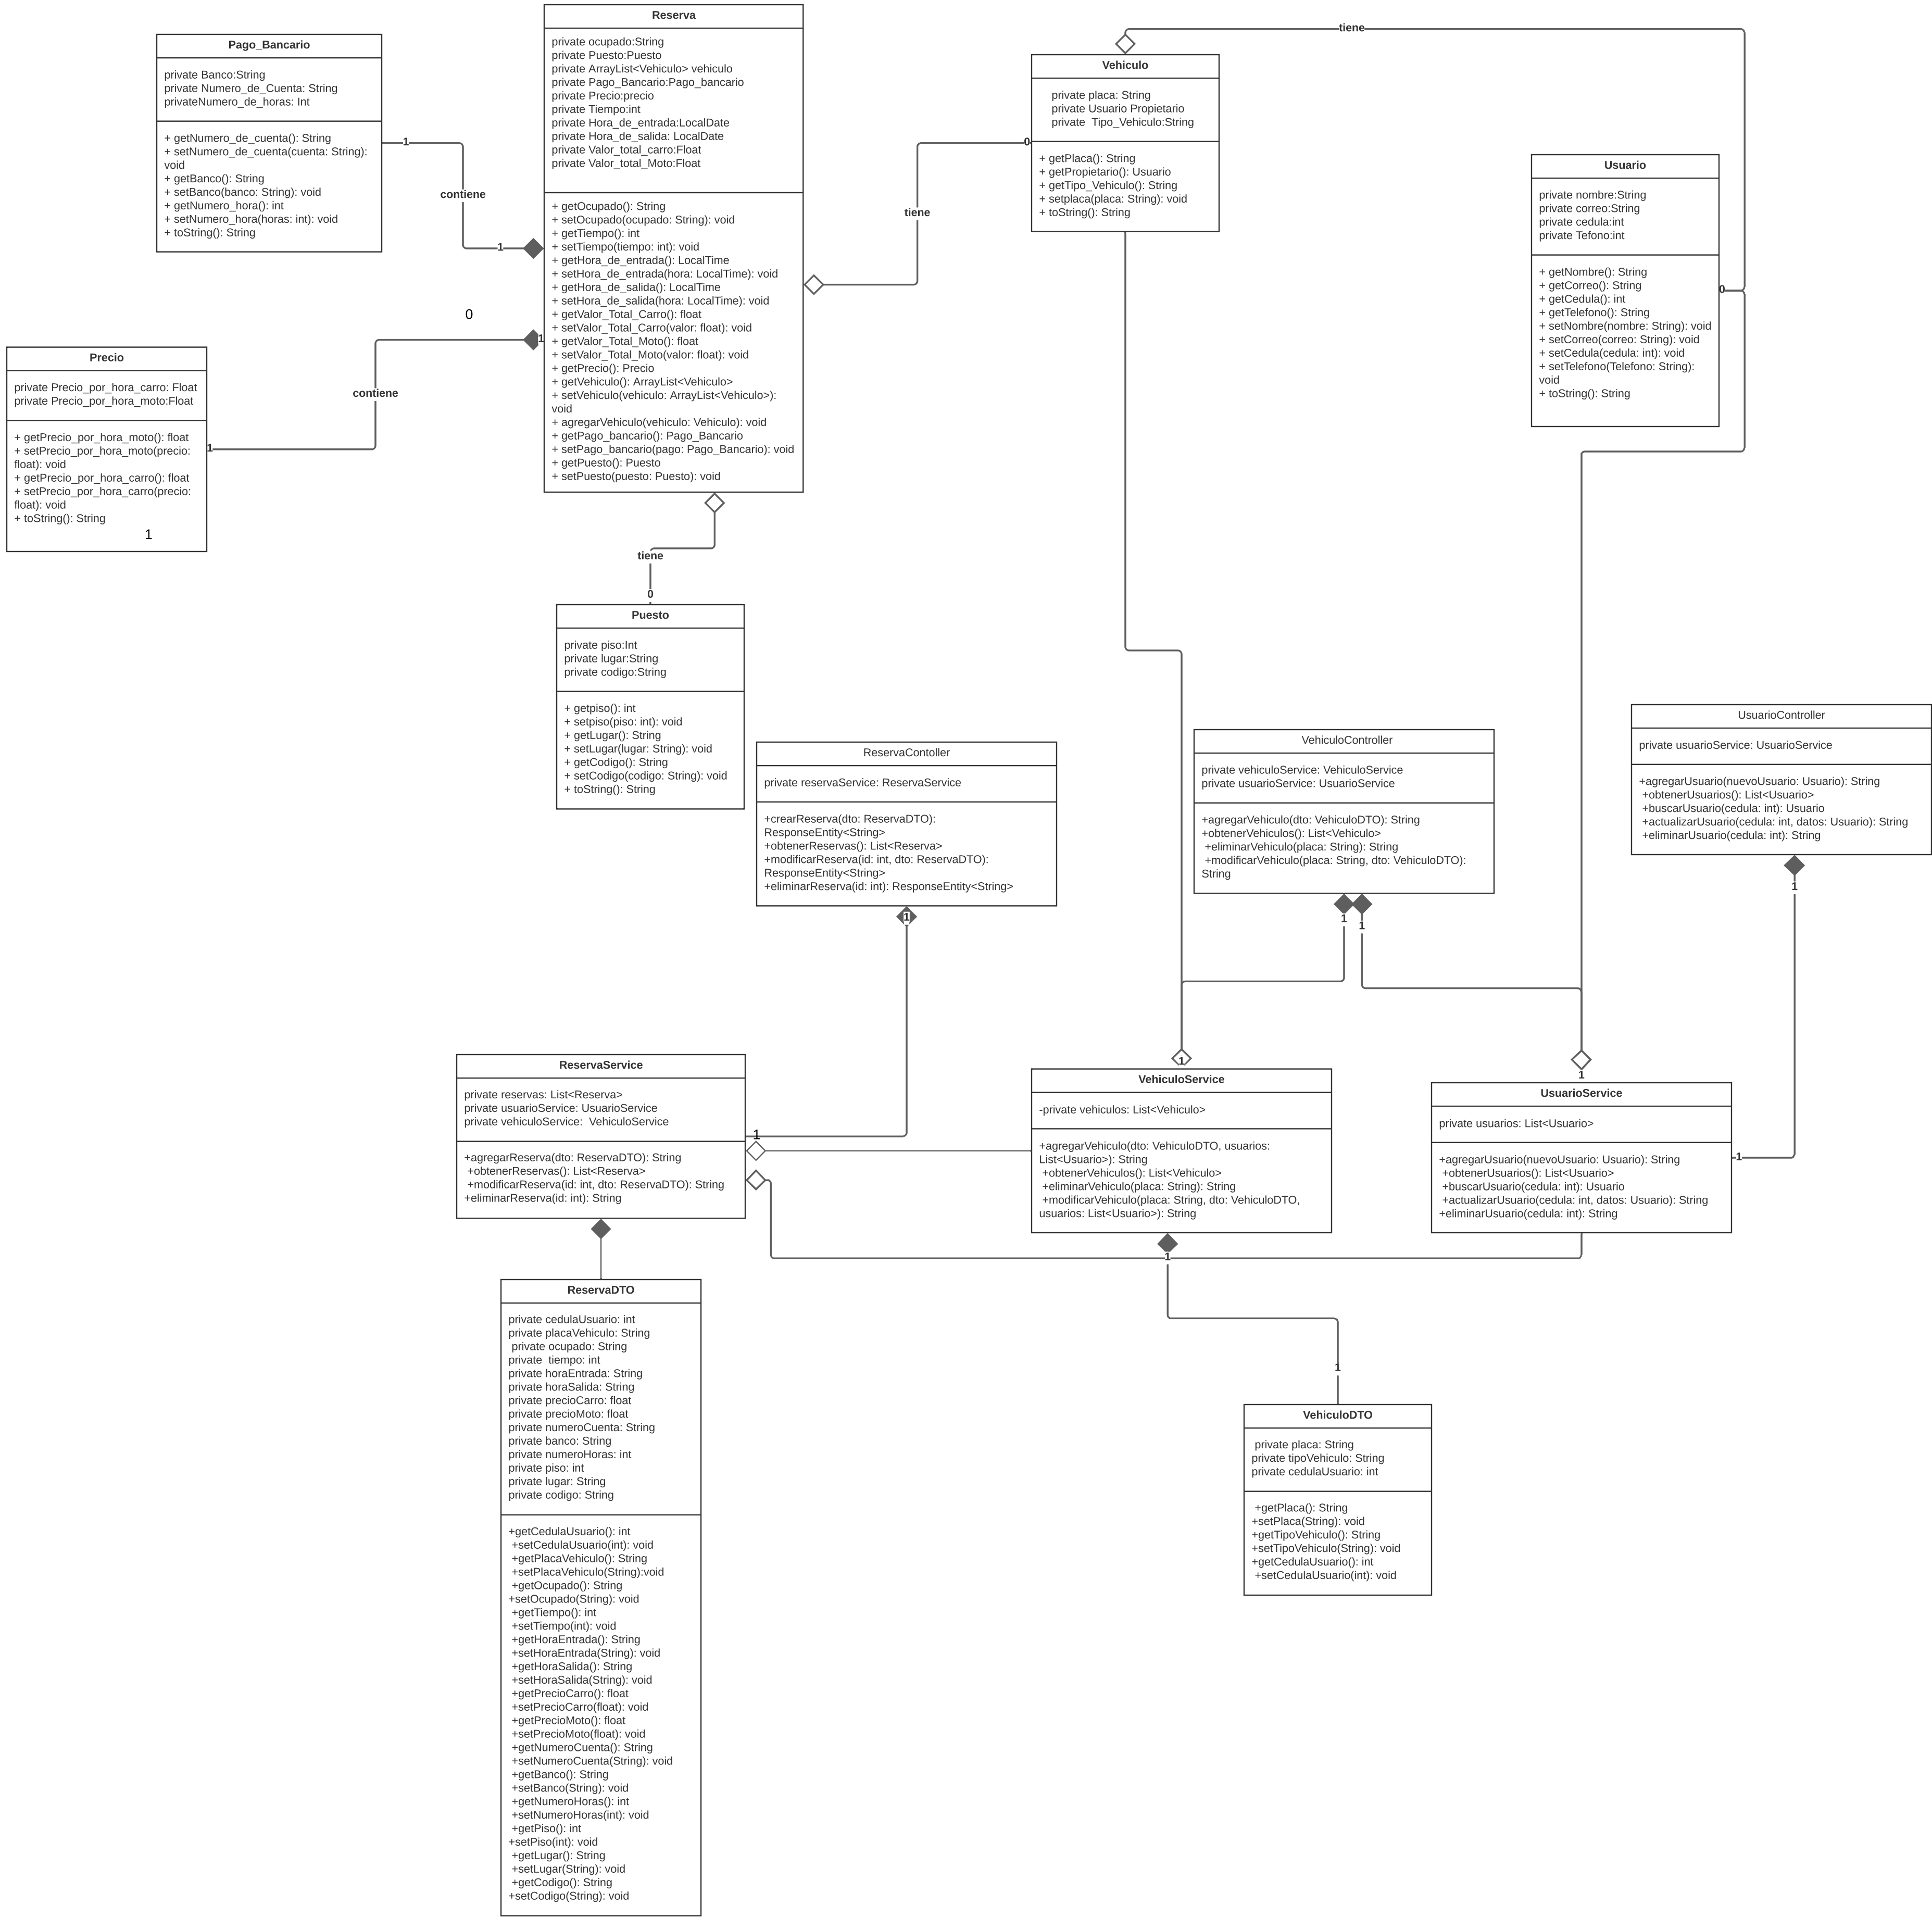 Pago_Bancario
private Banco:String
private Numero_de_Cuenta: String
privateNumero_de_horas: Int
+ getNumero_de_cuenta(): String
+ setNumero_de_cuenta(cuenta: String):
void
+ getBanco(): String
+ setBanco(banco: String): void
+ getNumero_hora(): int
+ setNumero_hora(horas: int): void
+ toString(): String
1
contiene
1
Reserva
private ocupado:String
private Puesto:Puesto
private ArrayList<Vehiculo> vehiculo
private Pago_Bancario:Pago_bancario
private Precio:precio
private Tiempo:int
private Hora_de_entrada:LocalDate
private Hora_de_salida: LocalDate
private Valor_total_carro:Float
private Valor_total_Moto:Float
+ getOcupado(): String
+ setOcupado(ocupado: String): void
+ getTiempo(): int
+ setTiempo(tiempo: int): void
+ getHora_de_entrada(): LocalTime
+ setHora_de_entrada(hora: LocalTime): void
+ getHora_de_salida(): LocalTime
+ setHora_de_salida(hora: LocalTime): void
+ getValor_Total_Carro(): float
+ setValor_Total_Carro(valor: float): void
+ getValor_Total_Moto(): float
+ setValor_Total_Moto(valor: float): void
+ getPrecio(): Precio
+ getVehiculo(): ArrayList<Vehiculo>
+ setVehiculo(vehiculo: ArrayList<Vehiculo>):
void
+ agregarVehiculo(vehiculo: Vehiculo): void
+ getPago_bancario(): Pago_Bancario
+ setPago_bancario(pago: Pago_Bancario): void
+ getPuesto(): Puesto
+ setPuesto(puesto: Puesto): void
tiene
0
tiene
Vehiculo
private placa: String
private Usuario Propietario
private  Tipo_Vehiculo:String
+ getPlaca(): String
+ getPropietario(): Usuario
+ getTipo_Vehiculo(): String
+ setplaca(placa: String): void
+ toString(): String
Usuario
private nombre:String
private correo:String
private cedula:int
private Tefono:int
+ getNombre(): String
+ getCorreo(): String
+ getCedula(): int
+ getTelefono(): String
+ setNombre(nombre: String): void
+ setCorreo(correo: String): void
+ setCedula(cedula: int): void
+ setTelefono(Telefono: String):
void
+ toString(): String
0
0
1
contiene
1
Precio
private Precio_por_hora_carro: Float
private Precio_por_hora_moto:Float
+ getPrecio_por_hora_moto(): float
+ setPrecio_por_hora_moto(precio:
float): void
+ getPrecio_por_hora_carro(): float
+ setPrecio_por_hora_carro(precio:
float): void
+ toString(): String
1
tiene
0
Puesto
private piso:Int
private lugar:String
private codigo:String
+ getpiso(): int
+ setpiso(piso: int): void
+ getLugar(): String
+ setLugar(lugar: String): void
+ getCodigo(): String
+ setCodigo(codigo: String): void
+ toString(): String
ReservaContoller
private reservaService: ReservaService
+crearReserva(dto: ReservaDTO):
ResponseEntity<String>
+obtenerReservas(): List<Reserva>
+modificarReserva(id: int, dto: ReservaDTO):
ResponseEntity<String>
+eliminarReserva(id: int): ResponseEntity<String>
1
VehiculoController
private vehiculoService: VehiculoService
private usuarioService: UsuarioService
+agregarVehiculo(dto: VehiculoDTO): String
+obtenerVehiculos(): List<Vehiculo>
+eliminarVehiculo(placa: String): String
+modificarVehiculo(placa: String, dto: VehiculoDTO):
String
1
1
UsuarioController
private usuarioService: UsuarioService
+agregarUsuario(nuevoUsuario: Usuario): String
+obtenerUsuarios(): List<Usuario>
+buscarUsuario(cedula: int): Usuario
+actualizarUsuario(cedula: int, datos: Usuario): String
+eliminarUsuario(cedula: int): String
1
ReservaService
private reservas: List<Reserva>
private usuarioService: UsuarioService
private vehiculoService:  VehiculoService
+agregarReserva(dto: ReservaDTO): String
+obtenerReservas(): List<Reserva>
+modificarReserva(id: int, dto: ReservaDTO): String
+eliminarReserva(id: int): String
1
1
VehiculoService
-private vehiculos: List<Vehiculo>
+agregarVehiculo(dto: VehiculoDTO, usuarios:
List<Usuario>): String
+obtenerVehiculos(): List<Vehiculo>
+eliminarVehiculo(placa: String): String
+modificarVehiculo(placa: String, dto: VehiculoDTO,
usuarios: List<Usuario>): String
1
1
UsuarioService
private usuarios: List<Usuario>
+agregarUsuario(nuevoUsuario: Usuario): String
+obtenerUsuarios(): List<Usuario>
+buscarUsuario(cedula: int): Usuario
+actualizarUsuario(cedula: int, datos: Usuario): String
+eliminarUsuario(cedula: int): String
1
ReservaDTO
private cedulaUsuario: int
private placaVehiculo: String
private ocupado: String
private  tiempo: int
private horaEntrada: String
private horaSalida: String
private precioCarro: float
private precioMoto: float
private numeroCuenta: String
private banco: String
private numeroHoras: int
private piso: int
private lugar: String
private codigo: String
+getCedulaUsuario(): int
+setCedulaUsuario(int): void
+getPlacaVehiculo(): String
+setPlacaVehiculo(String):void
+getOcupado(): String
+setOcupado(String): void
+getTiempo(): int
+setTiempo(int): void
+getHoraEntrada(): String
+setHoraEntrada(String): void
+getHoraSalida(): String
+setHoraSalida(String): void
+getPrecioCarro(): float
+setPrecioCarro(float): void
+getPrecioMoto(): float
+setPrecioMoto(float): void
+getNumeroCuenta(): String
+setNumeroCuenta(String): void
+getBanco(): String
+setBanco(String): void
+getNumeroHoras(): int
+setNumeroHoras(int): void
+getPiso(): int
+setPiso(int): void
+getLugar(): String
+setLugar(String): void
+getCodigo(): String
+setCodigo(String): void
1
VehiculoDTO
private placa: String
private tipoVehiculo: String
private cedulaUsuario: int
+getPlaca(): String
+setPlaca(String): void
+getTipoVehiculo(): String
+setTipoVehiculo(String): void
+getCedulaUsuario(): int
+setCedulaUsuario(int): void